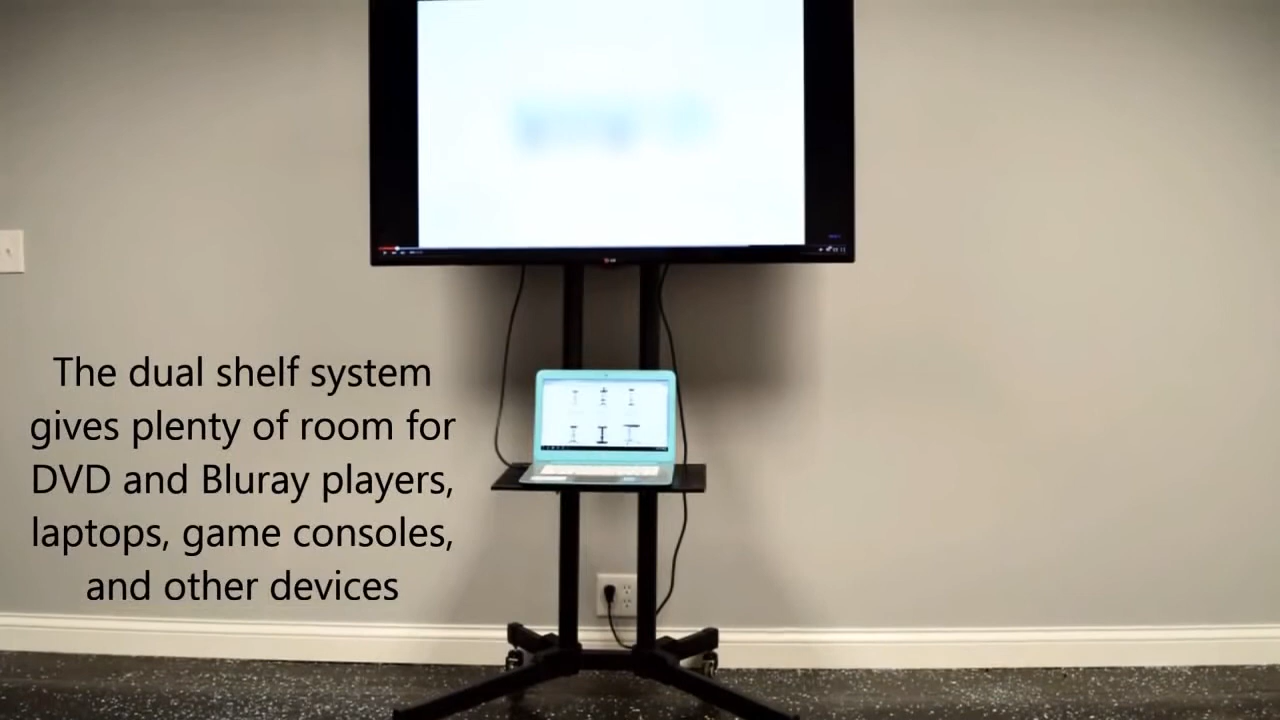 The dual shelf system
gives plenty of room for
DVD and Bluray players,
laptops, game consoles,
and other devices